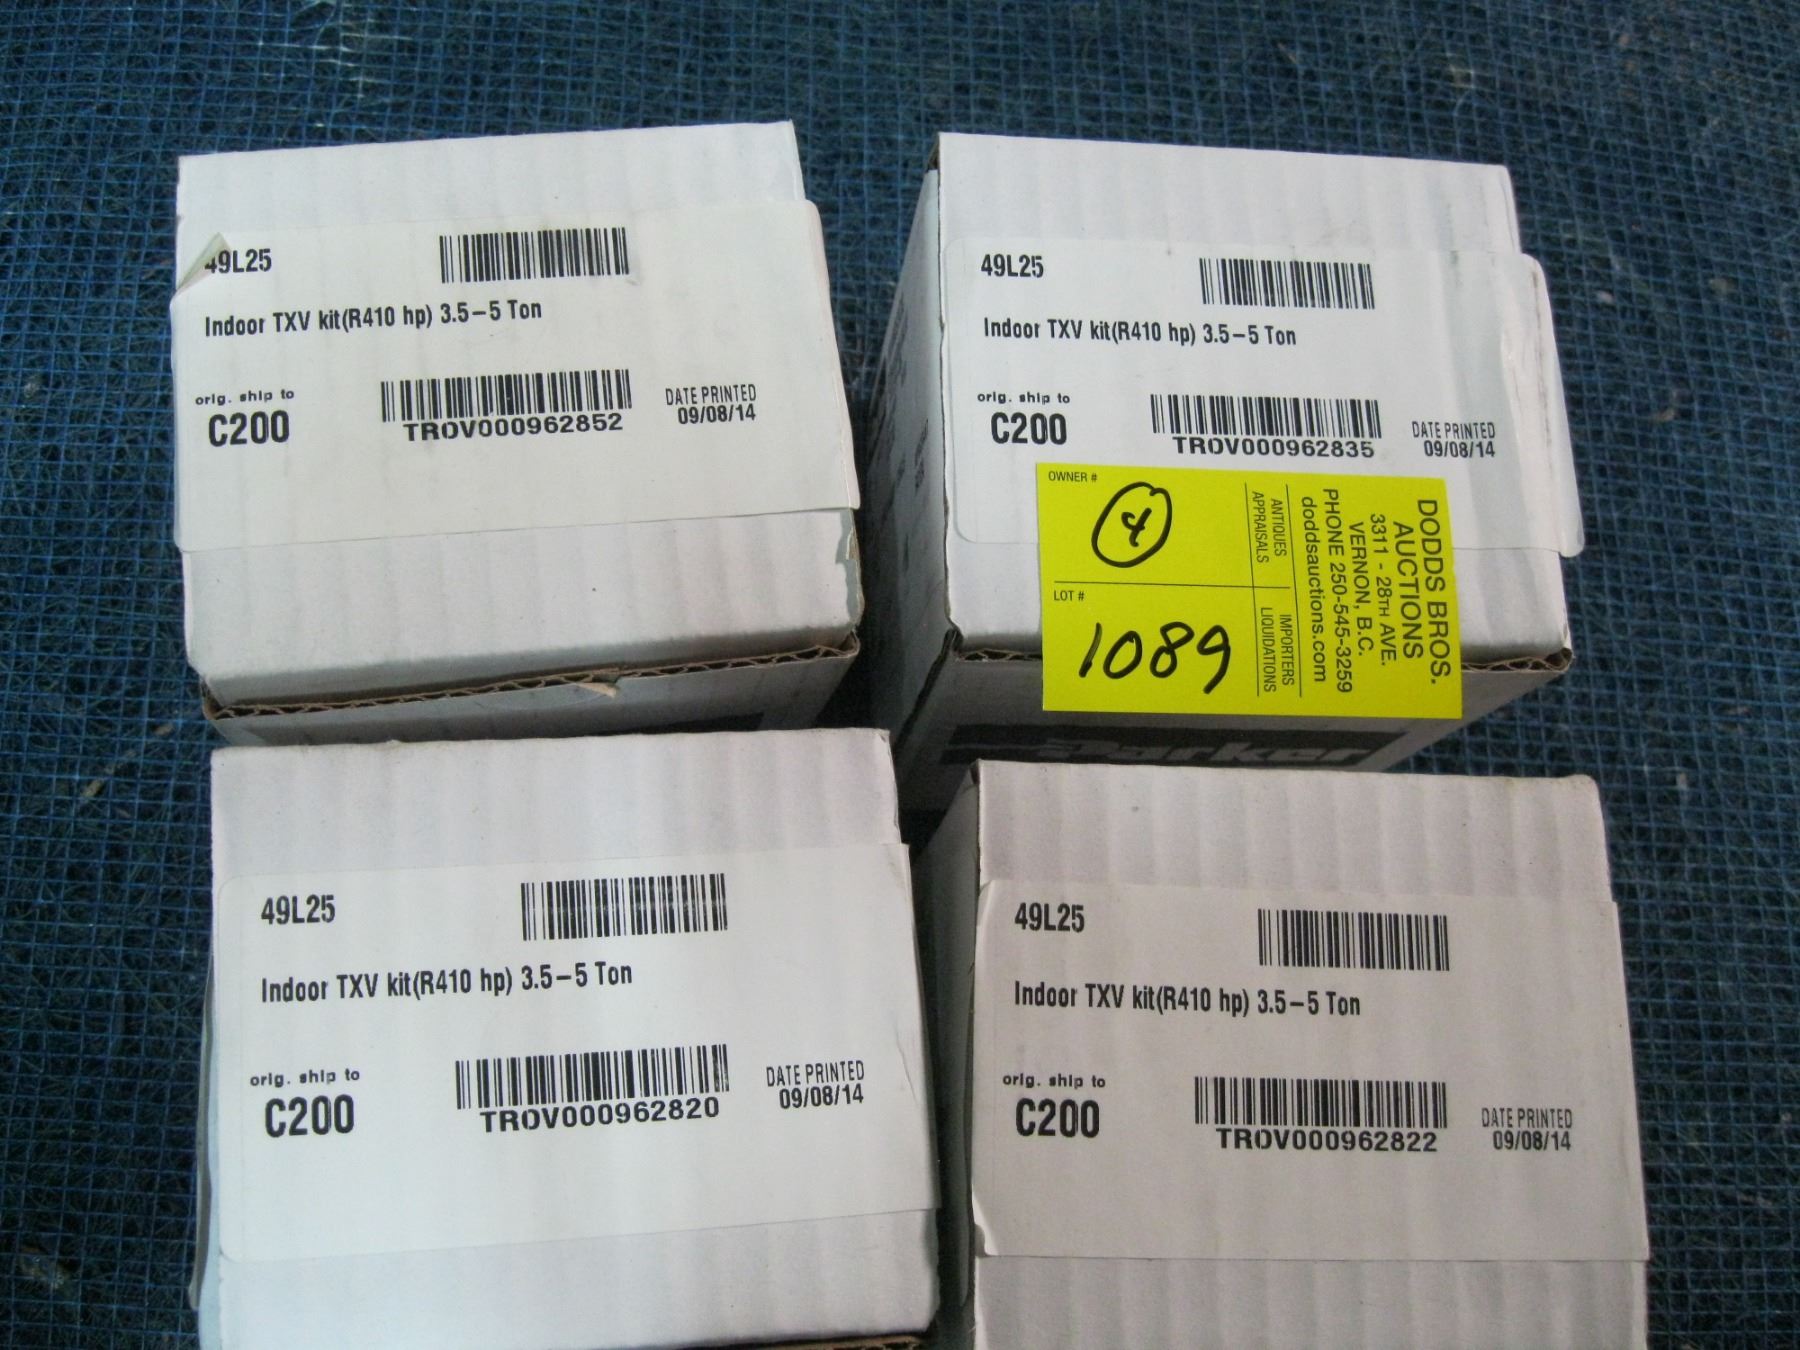 49L25
Indoor TXV kit(R410 hp) 3.5–5 Ton
orig. ship to
C200
TROV000962852
DATE PRINTED
09/08/14
49L25
Indoor TXV kit(R410 hp) 3.5–5 Ton
orig. ship to
C200
TROV000962835
DATE PRINTED
09/08/14
OWNER #
4
LOT #
1089
ANTIQUES
APPRAISALS
IMPORTERS
LIQUIDATIONS
DODDS BROS.
AUCTIONS
3311 - 28TH AVE.
VERNON, B.C.
PHONE 250-545-3259
doddsauctions.com
Parker
49L25
Indoor TXV kit(R410 hp) 3.5–5 Ton
orig. ship to
C200
TROV000962820
DATE PRINTED
09/08/14
49L25
Indoor TXV kit(R410 hp) 3.5–5 Ton
orig. ship to
C200
TROV000962822
DATE PRINTED
09/08/14